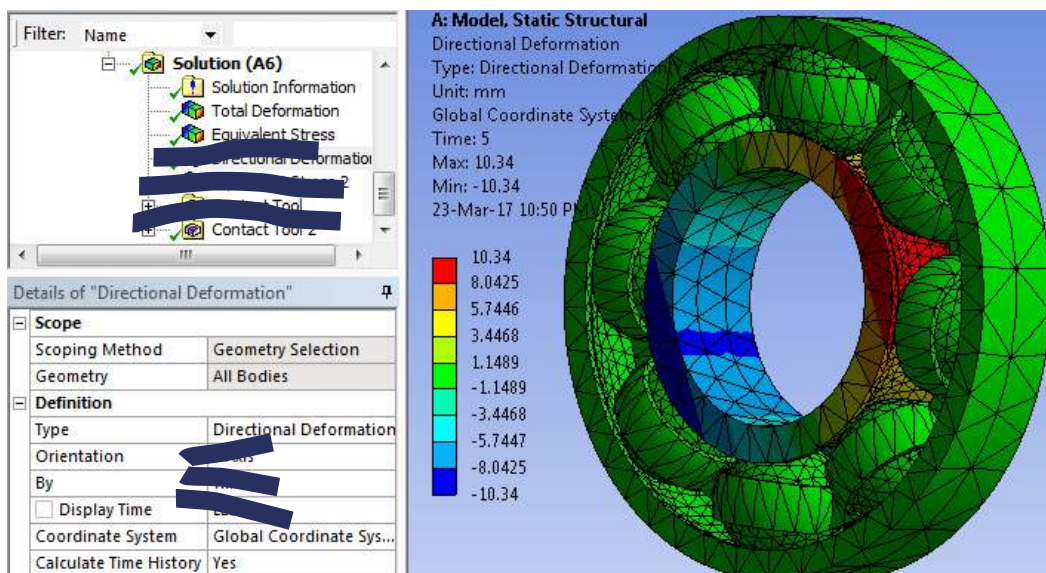 Filter: Name
Solution (A6)
Solution Information
Total Deformation
Equivalent Stress
Directional Deformation
2
Contact Tool 2
Details of "Directional Deformation"
Scope
Scoping Method Geometry Selection
Geometry All Bodies
Definition
Type Directional Deformation
Orientation
By
Display Time
Coordinate System Global Coordinate Sys...
Calculate Time History Yes
A: Model, Static Structural
Directional Deformation
Type: Directional Deformation
Unit: mm
Global Coordinate System
Time: 5
Max: 10.34
Min: -10.34
23-Mar-17 10:50 PM
10.34
8.0425
5.7446
3.4468
1.1489
-1.1489
-3.4468
-5.7447
-8.0425
-10.34